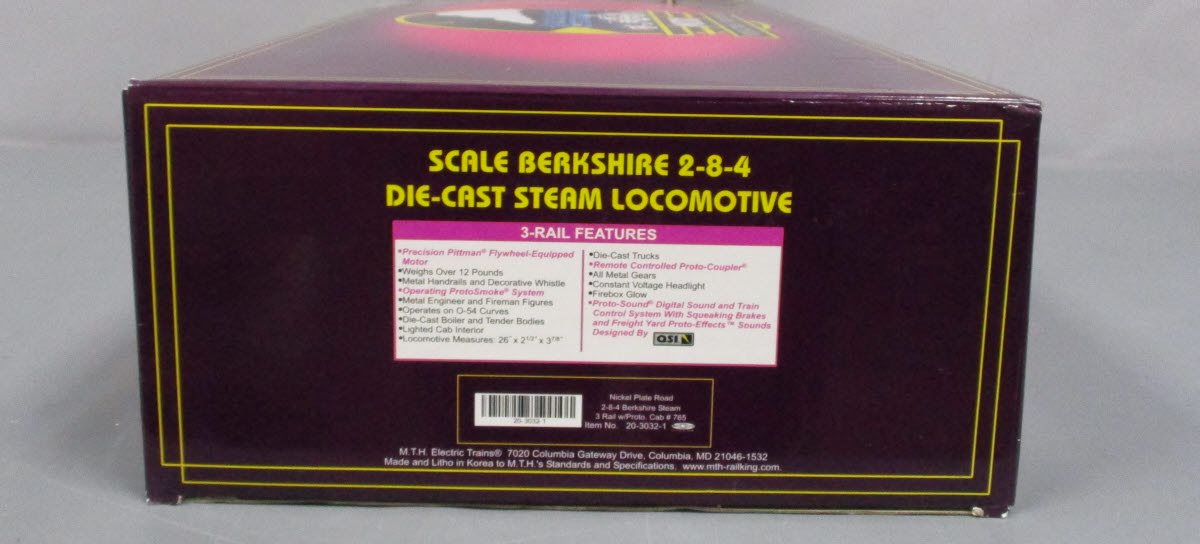 SCALE BERKSHIRE 2-8-4
DIE-CAST STEAM LOCOMOTIVE
3-RAIL FEATURES
•Precision Pittman® Flywheel-Equipped
Motor
•Weighs Over 12 Pounds
•Metal Handrails and Decorative Whistle
•Operating ProtoSmoke® System
•Metal Engineer and Fireman Figures
•Operates on O-54 Curves
•Die-Cast Boiler and Tender Bodies
•Lighted Cab Interior
•Locomotive Measures: 26" x 2 1/2" x 3 7/8"
•Die-Cast Trucks
•Remote Controlled Proto-Coupler®
•All Metal Gears
•Constant Voltage Headlight
•Firebox Glow
•Proto-Sound® Digital Sound and Train
Control System With Squeaking Brakes
and Freight Yard Proto-Effects™ Sounds
Designed By QSI
20-3032-1
Nickel Plate Road
2-8-4 Berkshire Steam
3 Rail w/Proto. Cab # 765
Item No. 20-3032-1
M.T.H. Electric Trains® 7020 Columbia Gateway Drive, Columbia, MD 21046-1532
Made and Litho in Korea to M.T.H.'s Standards and Specifications. www.mth-railking.com.